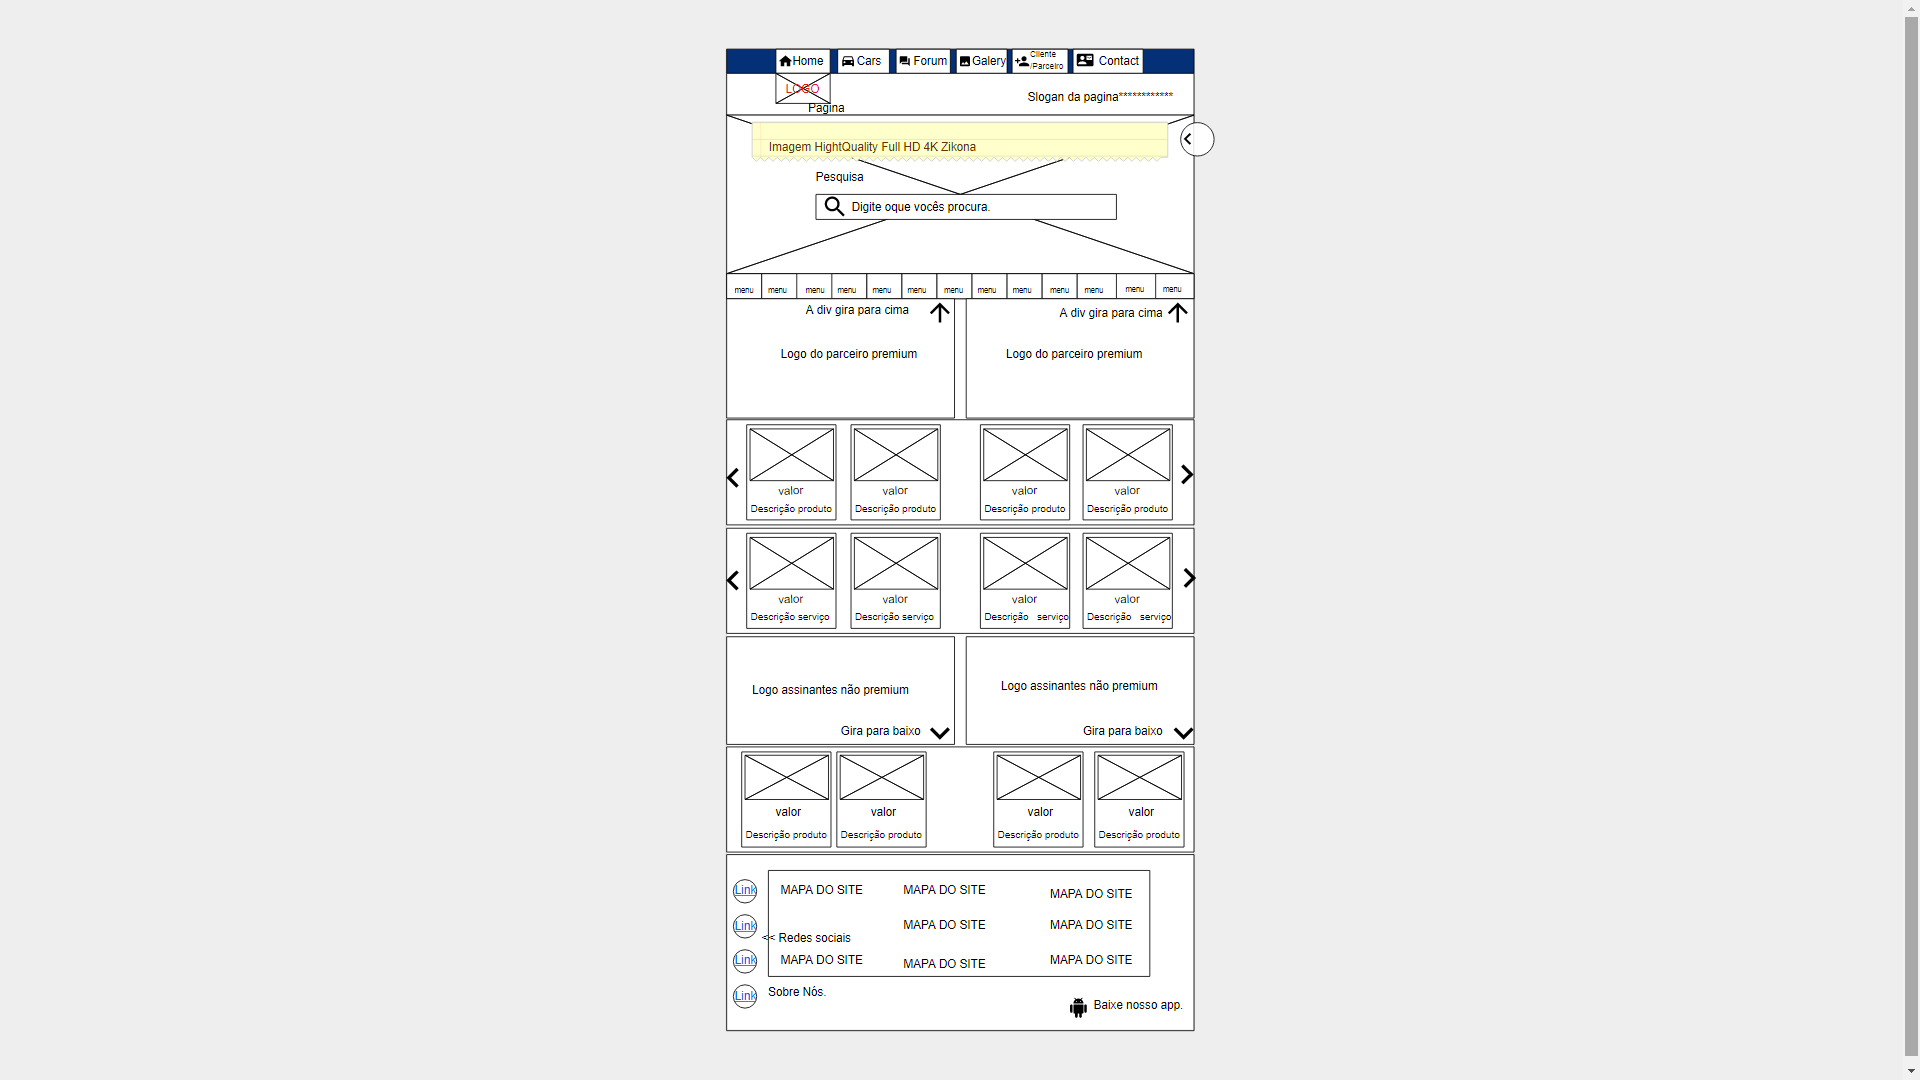 Home Cars Forum Galery Cliente /Parceiro Contact
LOGO
Pagina
Slogan da pagina************
Imagem HightQuality Full HD 4K Zikona
Pesquisa
Digite oque vocês procura.
menu menu menu menu menu menu menu menu menu menu menu menu menu
A div gira para cima A div gira para cima
Logo do parceiro premium Logo do parceiro premium
valor valor valor valor
Descrição produto Descrição produto Descrição produto Descrição produto
valor valor valor valor
Descrição serviço Descrição serviço Descrição serviço Descrição serviço
Logo assinantes não premium Logo assinantes não premium
Gira para baixo Gira para baixo
valor valor valor valor
Descrição produto Descrição produto Descrição produto Descrição produto
Link MAPA DO SITE MAPA DO SITE MAPA DO SITE
Link MAPA DO SITE MAPA DO SITE
<< Redes sociais
Link MAPA DO SITE MAPA DO SITE MAPA DO SITE
Link Sobre Nós.
Baixe nosso app.